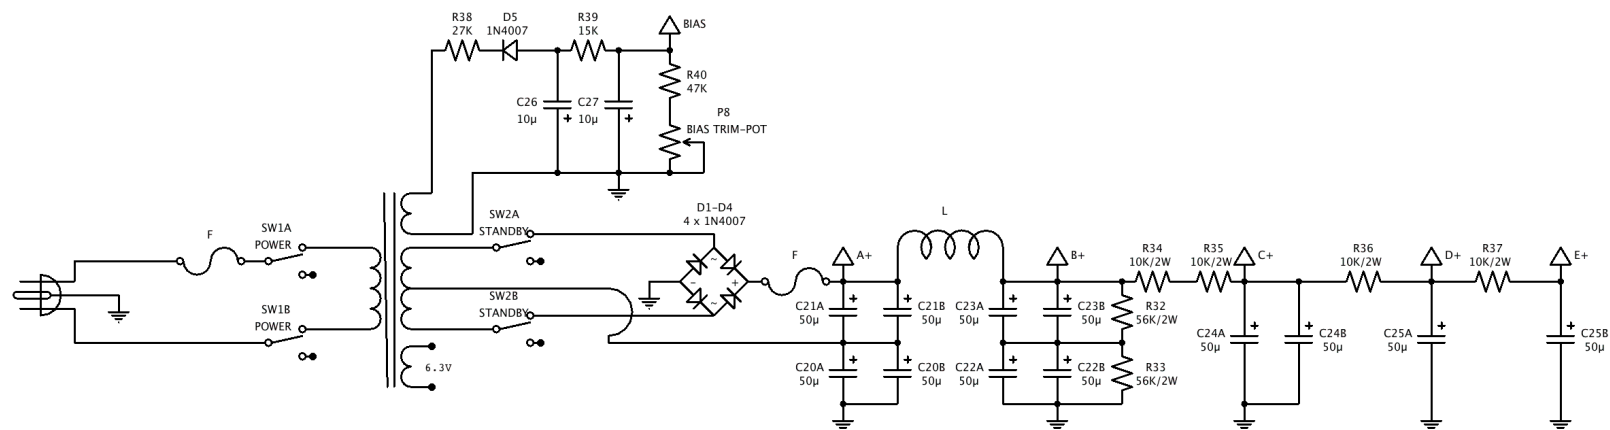 R38
27K
D5
1N4007
R39
15K
BIAS
R40
47K
C26
10µ
+
C27
10µ
+
P8
BIAS TRIM-POT
F
SW1A
POWER
SW1B
POWER
SW2A
STANDBY
SW2B
STANDBY
6.3V
D1-D4
4 x 1N4007
~
-
+
~
F
A+
L
B+
R34
10K/2W
R35
10K/2W
C+
R36
10K/2W
D+
R37
10K/2W
E+
C21A
50µ
+
C21B
50µ
+
C23A
50µ
+
C23B
50µ
+
R32
56K/2W
C20A
50µ
+
C20B
50µ
+
C22A
50µ
+
C22B
50µ
+
R33
56K/2W
C24A
50µ
+
C24B
50µ
+
C25A
50µ
+
C25B
50µ
+